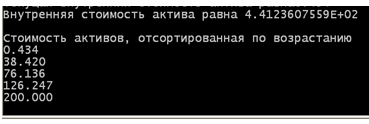 Внутренняя стоимость актива равна 4.4123607559E+02
Стоимость активов, отсортированная по возрастанию
0.434
38.420
76.136
126.247
200.000